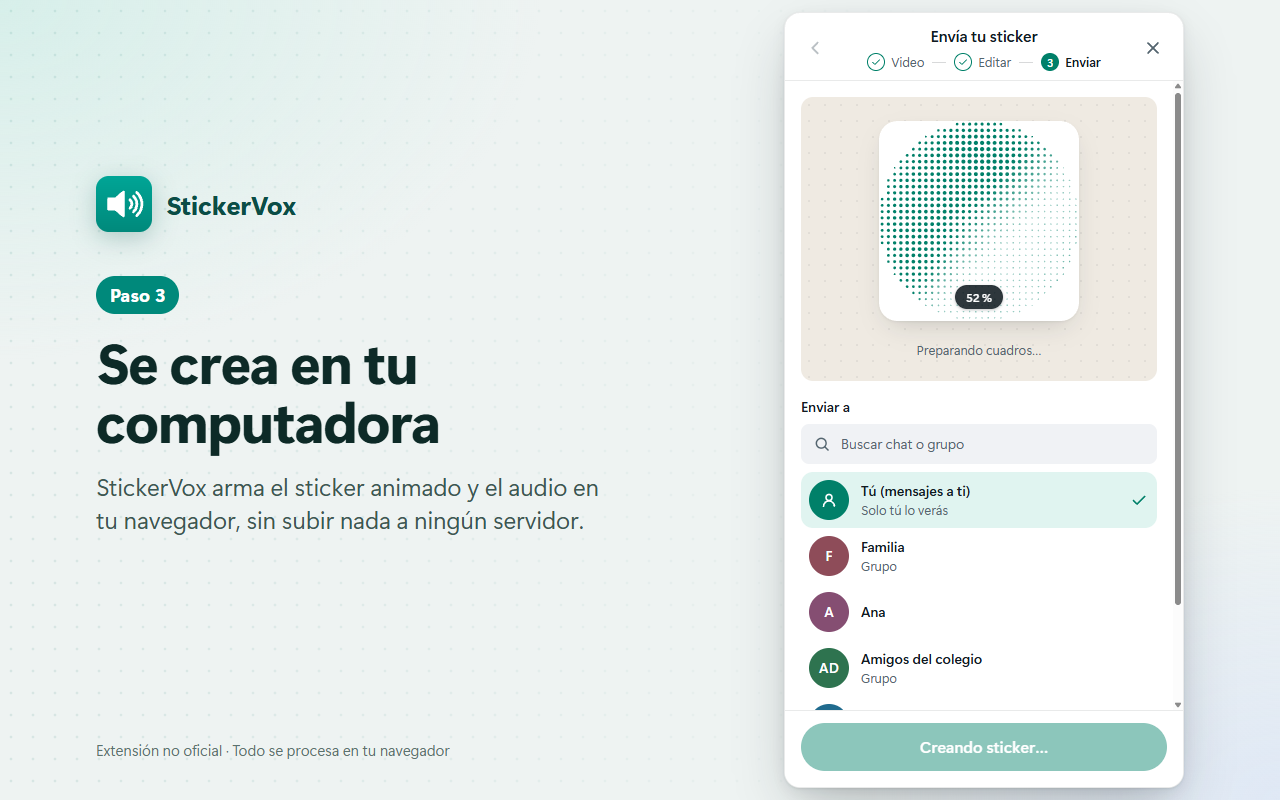 StickerVox
Paso 3
Se crea en tu
computadora
StickerVox arma el sticker animado y el audio en
tu navegador, sin subir nada a ningún servidor.
Extensión no oficial · Todo se procesa en tu navegador
Envía tu sticker
Video
Editar
3 Enviar
52 %
Preparando cuadros...
Enviar a
Buscar chat o grupo
Tú (mensajes a ti)
Solo tú lo verás
F
Familia
Grupo
A
Ana
AD
Amigos del colegio
Grupo
Creando sticker...